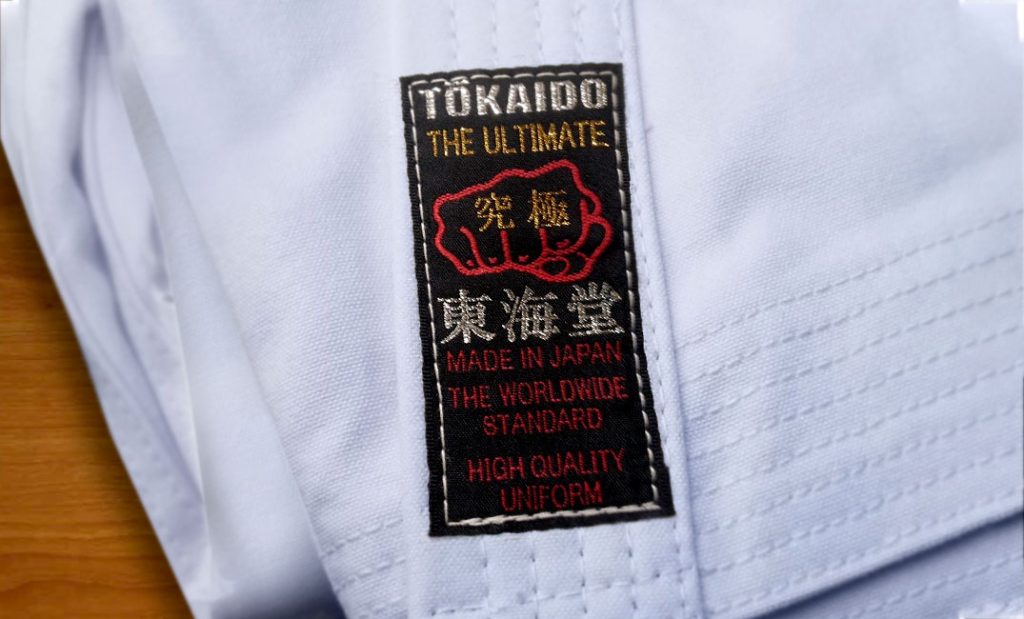 TŌKAIDO
THE ULTIMATE
究極
東海堂
MADE IN JAPAN
THE WORLDWIDE
STANDARD
HIGH QUALITY
UNIFORM